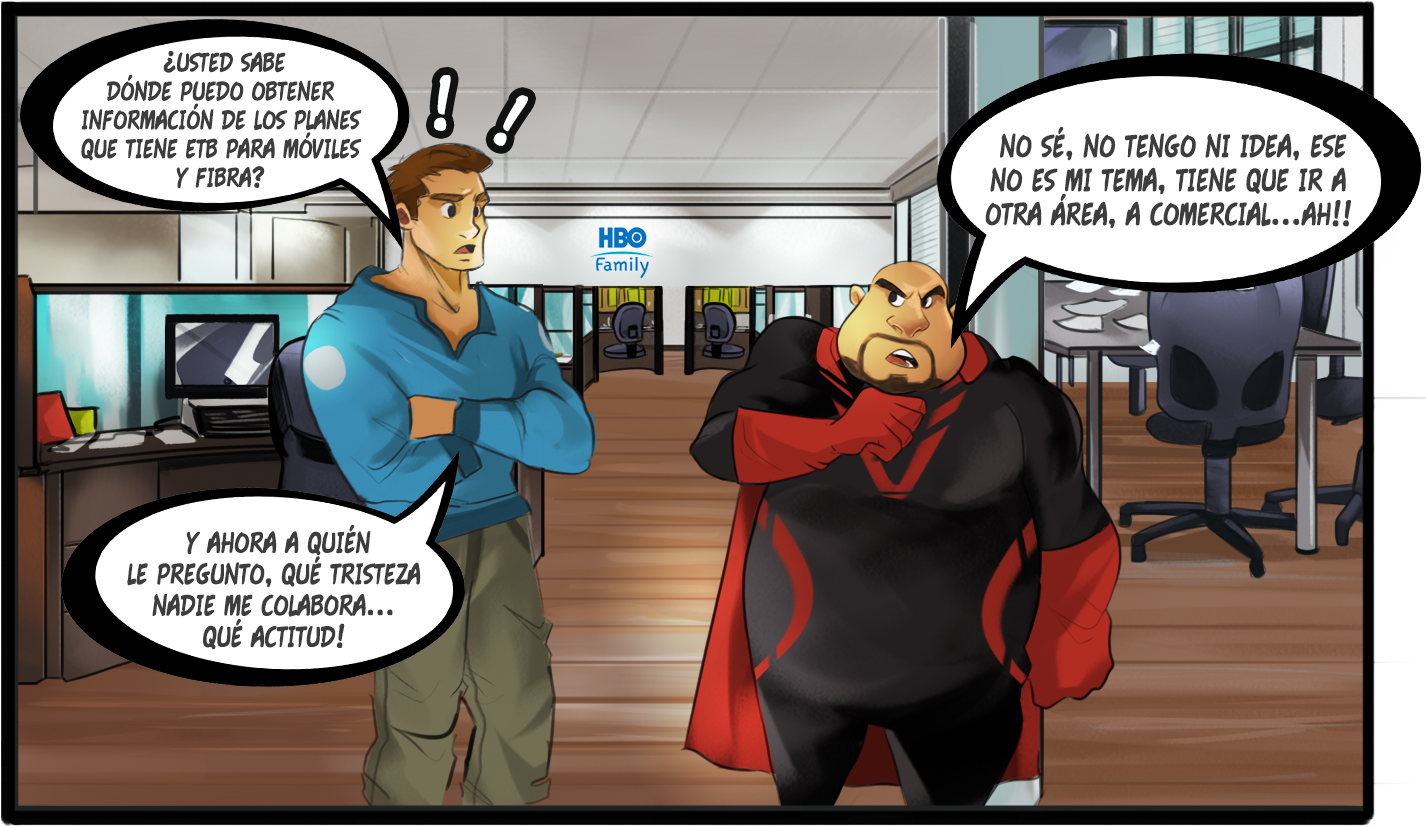 ¿USTED SABE
DÓNDE PUEDO OBTENER
INFORMACIÓN DE LOS PLANES
QUE TIENE ETB PARA MÓVILES
Y FIBRA?
! !
NO SÉ, NO TENGO NI IDEA, ESE
NO ES MI TEMA, TIENE QUE IR A
OTRA ÁREA, A COMERCIAL...AH!!
HBO
Family
Y AHORA A QUIÉN
LE PREGUNTO, QUÉ TRISTEZA
NADIE ME COLABORA...
QUÉ ACTITUD!